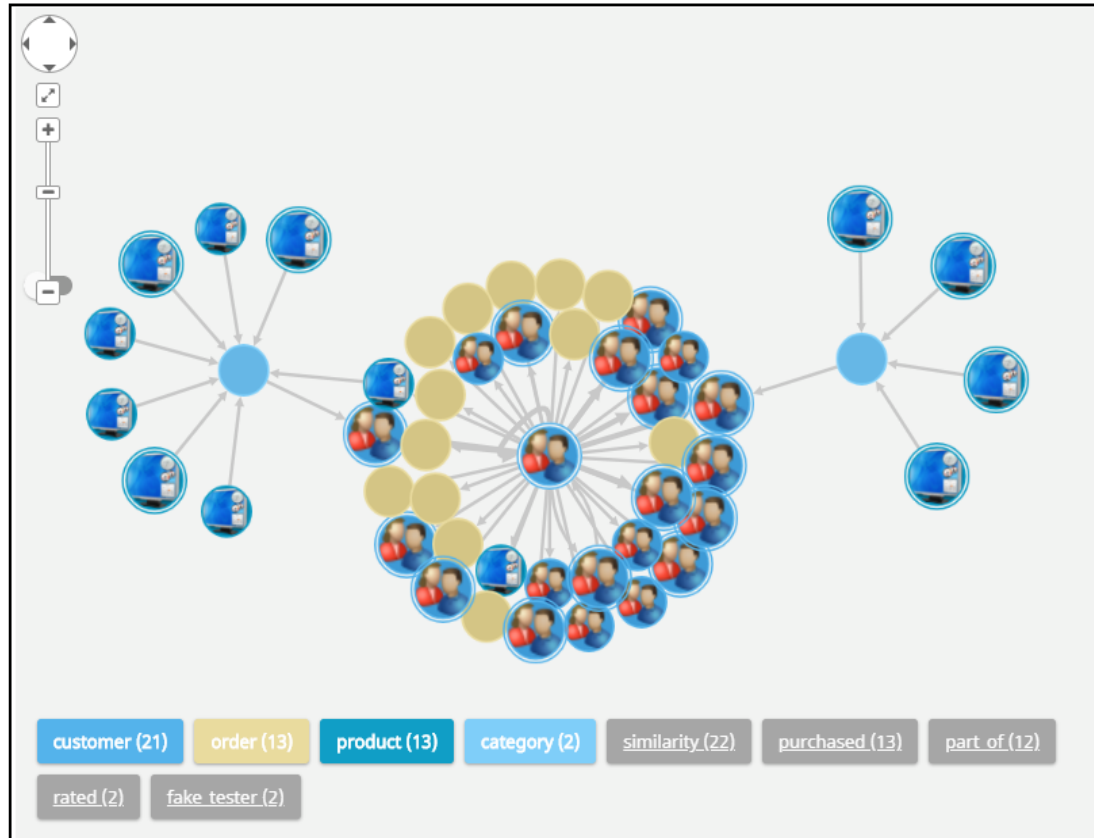 customer (21) order (13) product (13) category (2) similarity (22) purchased (13) part_of (12)
rated (2) fake_tester (2)